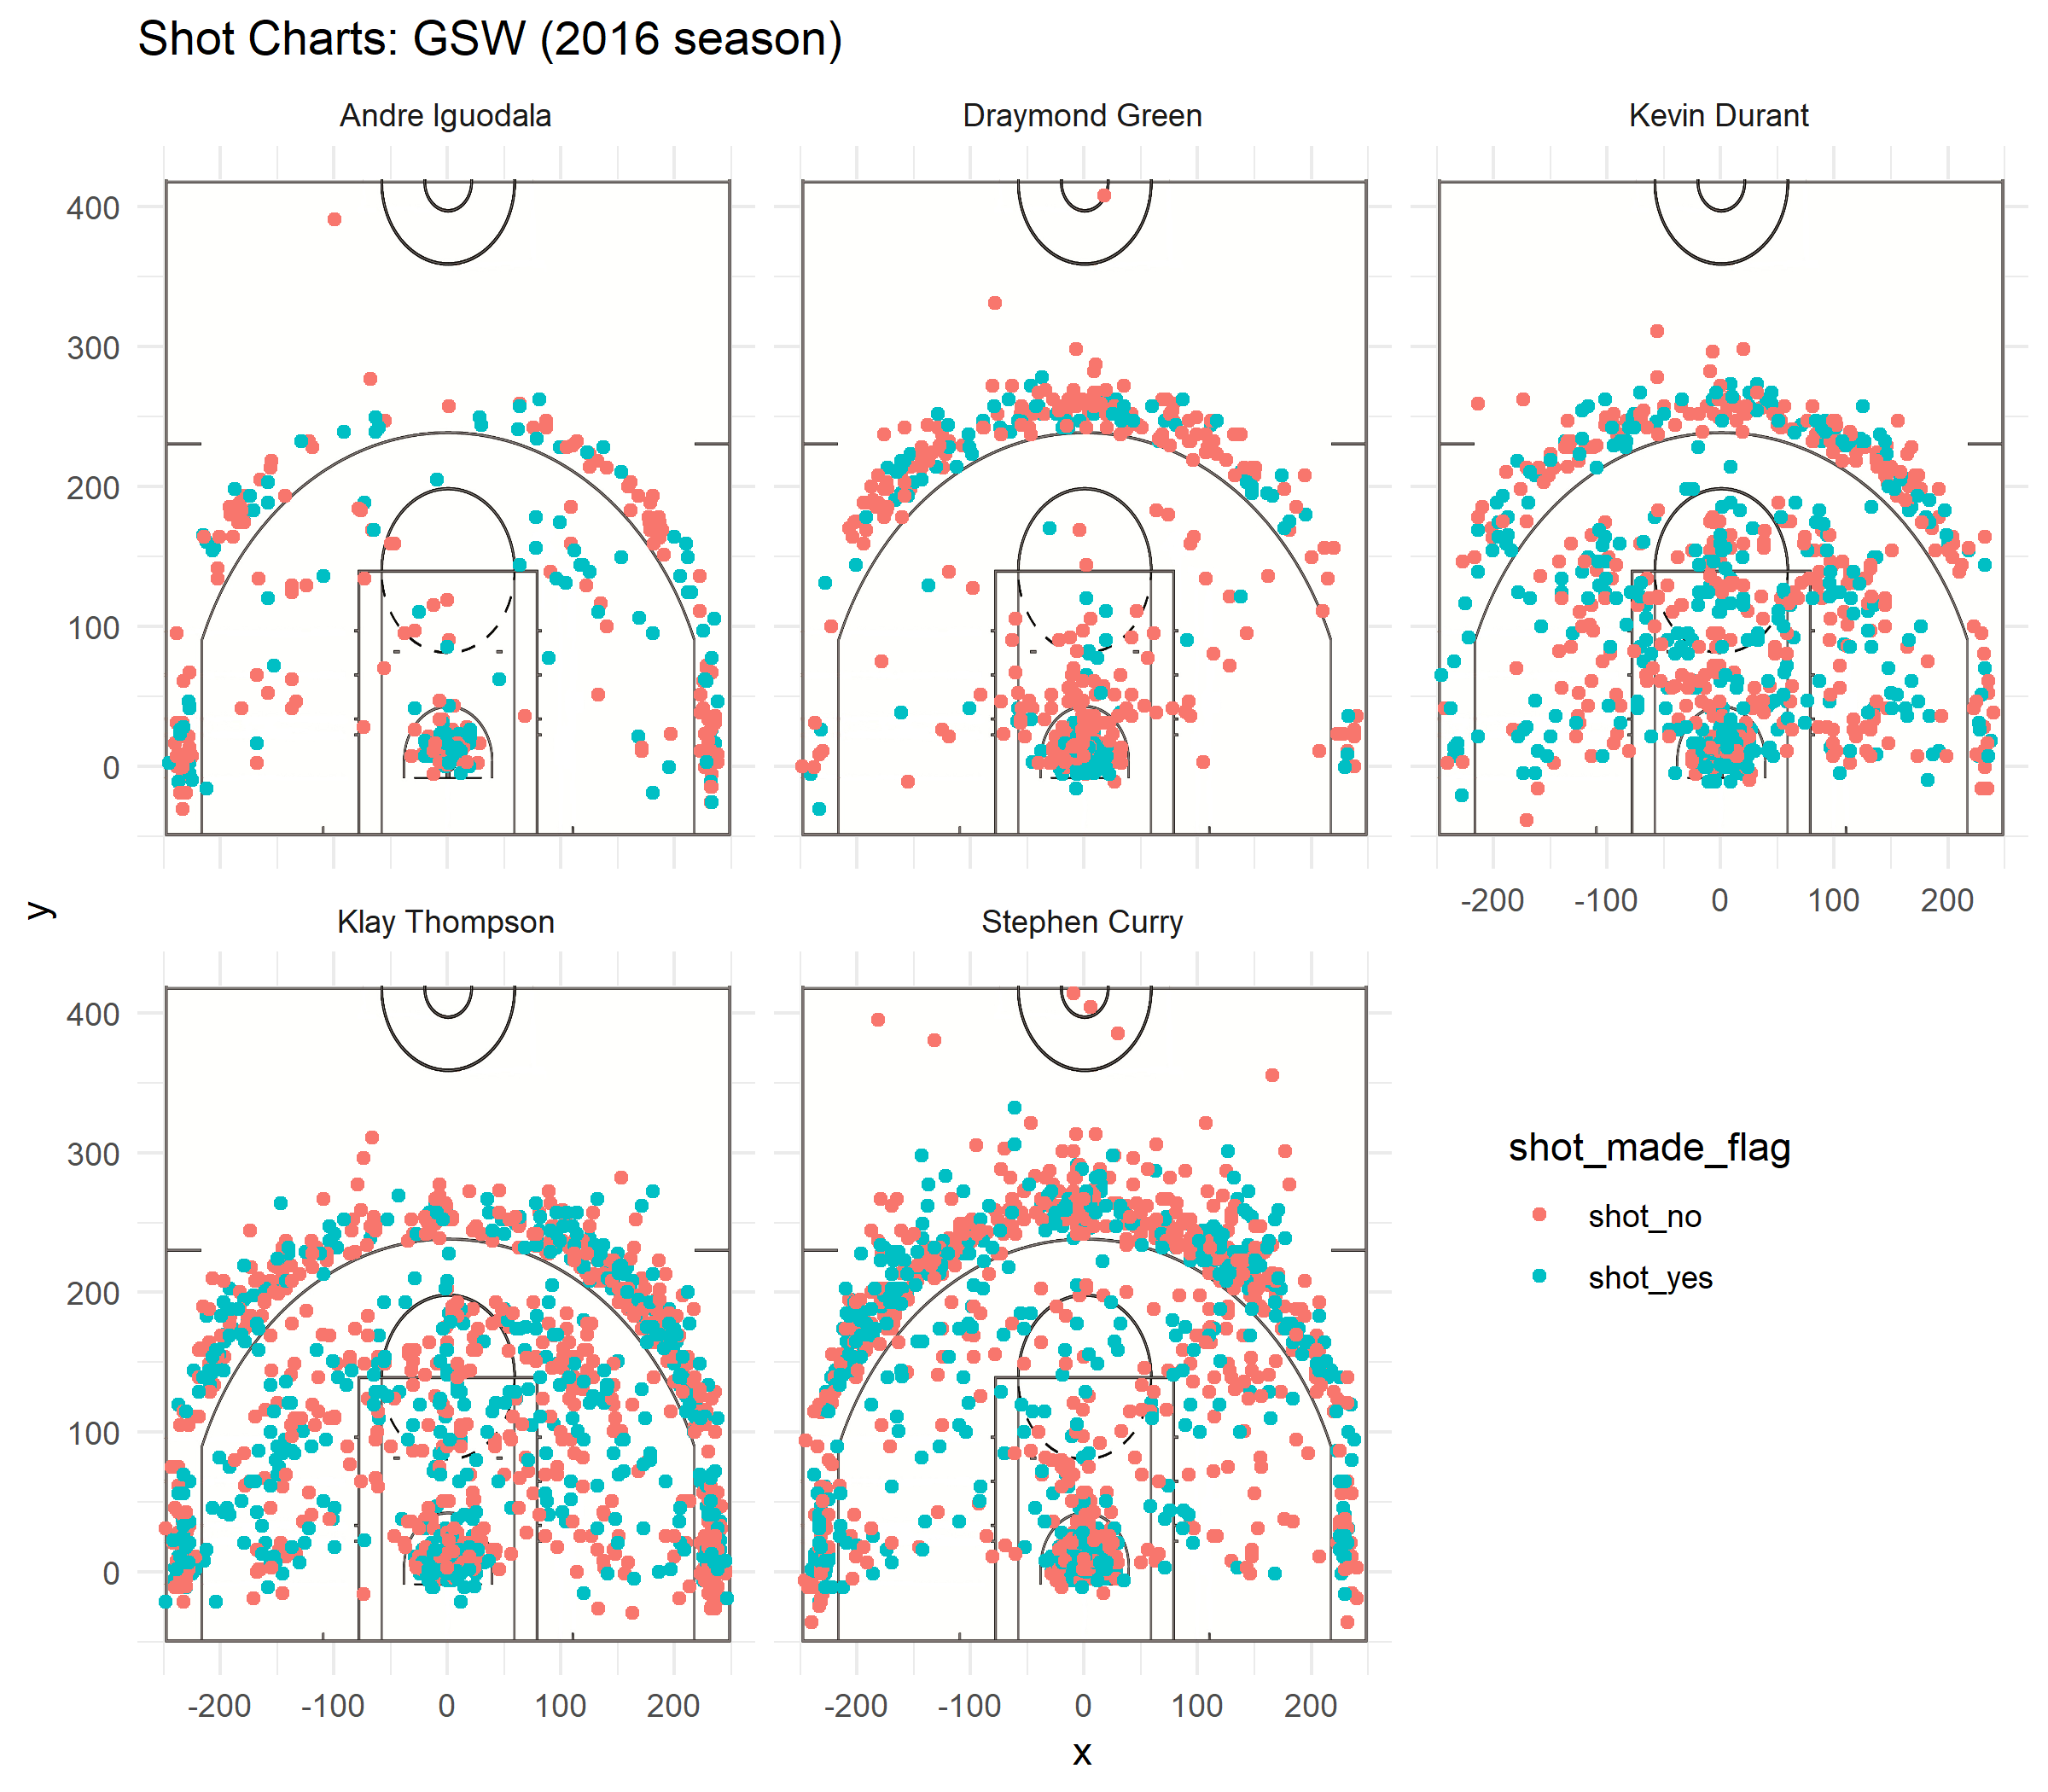 Shot Charts: GSW (2016 season)
Andre Iguodala
Draymond Green
Kevin Durant
400
300
200
100
0
-200 -100 0 100 200
y
Klay Thompson
Stephen Curry
400
300
200
100
0
shot_made_flag
shot_no
shot_yes
-200 -100 0 100 200
-200 -100 0 100 200
x